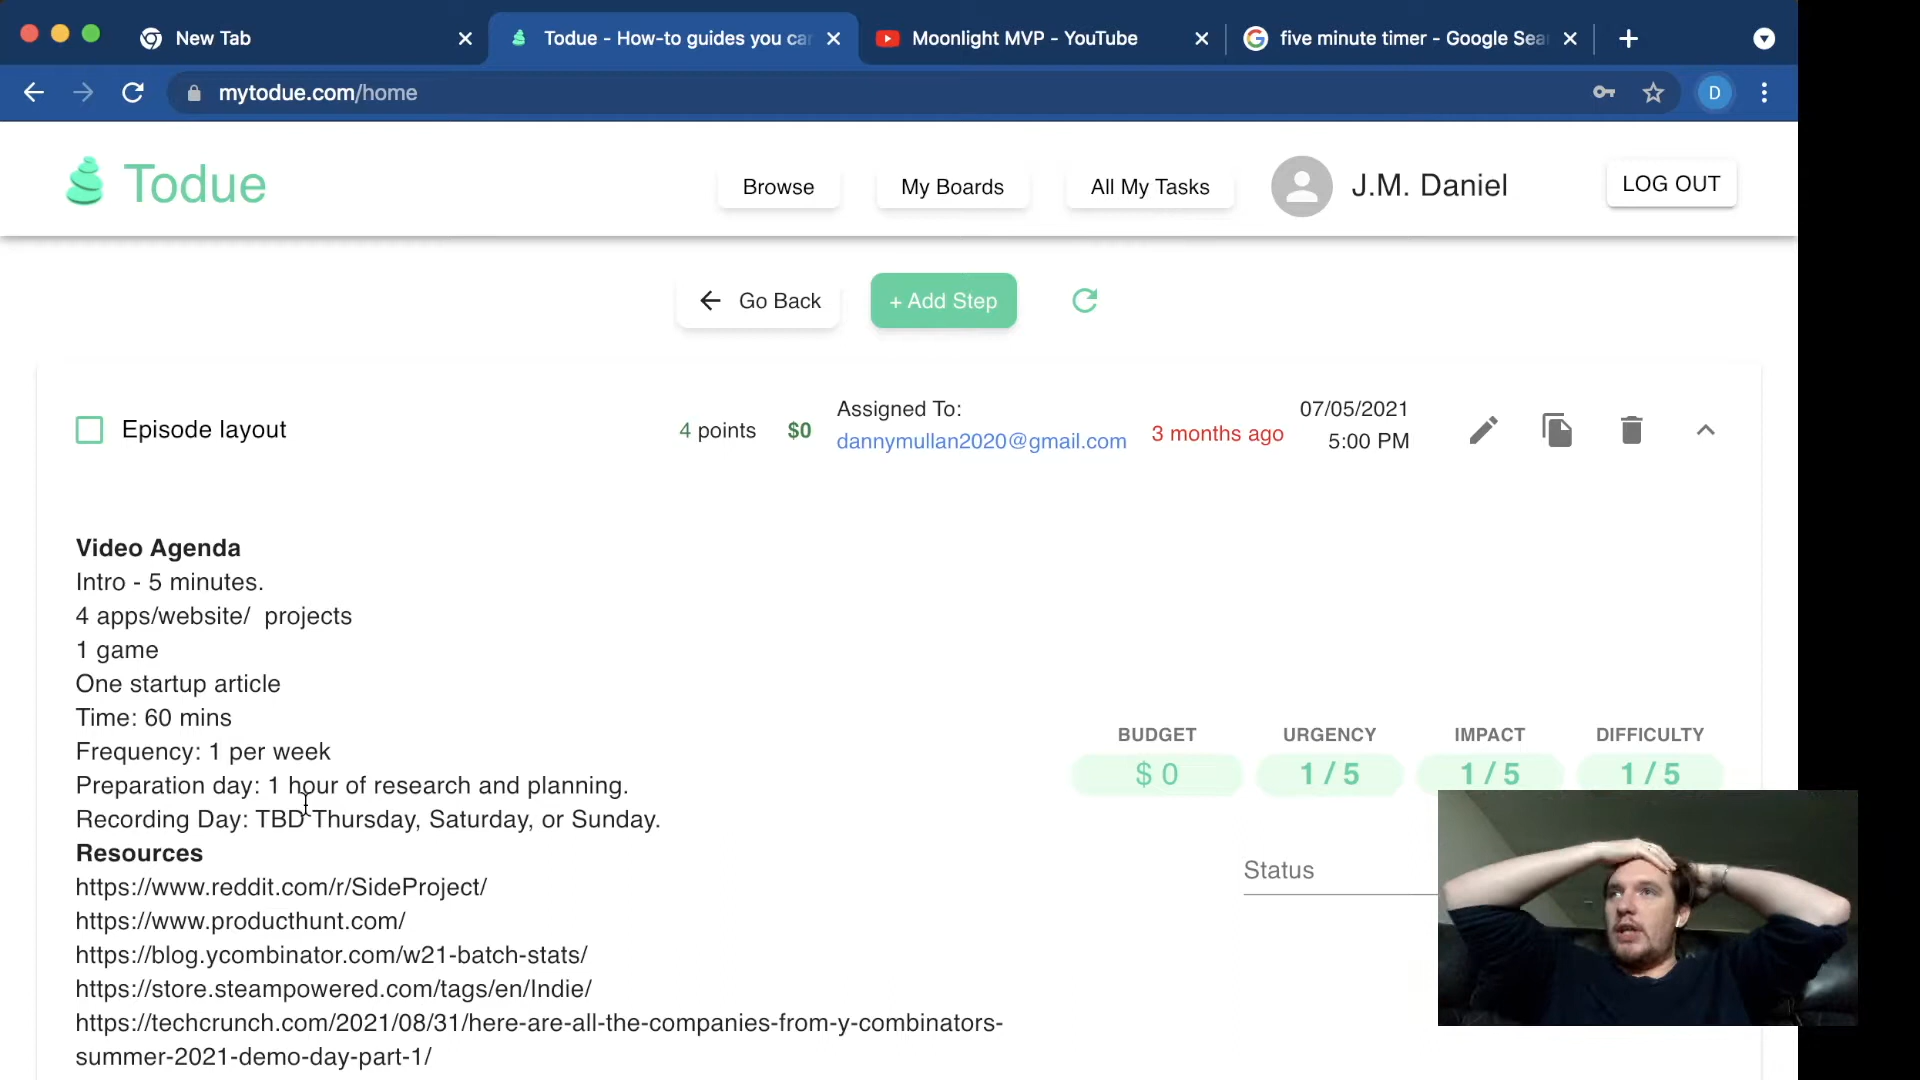 New Tab
Todue - How-to guides you car
Moonlight MVP - YouTube
five minute timer - Google Sea
mytodue.com/home
D
Todue
Browse
My Boards
All My Tasks
J.M. Daniel
LOG OUT
Go Back
+ Add Step
Episode layout
4 points
$0
Assigned To:
dannymullan2020@gmail.com
3 months ago
07/05/2021
5:00 PM
Video Agenda
Intro - 5 minutes.
4 apps/website/  projects
1 game
One startup article
Time: 60 mins
Frequency: 1 per week
Preparation day: 1 hour of research and planning.
Recording Day: TBD Thursday, Saturday, or Sunday.
Resources
https://www.reddit.com/r/SideProject/
https://www.producthunt.com/
https://blog.ycombinator.com/w21-batch-stats/
https://store.steampowered.com/tags/en/Indie/
https://techcrunch.com/2021/08/31/here-are-all-the-companies-from-y-combinators-
summer-2021-demo-day-part-1/
BUDGET
$ 0
URGENCY
1 / 5
IMPACT
1 / 5
DIFFICULTY
1 / 5
Status